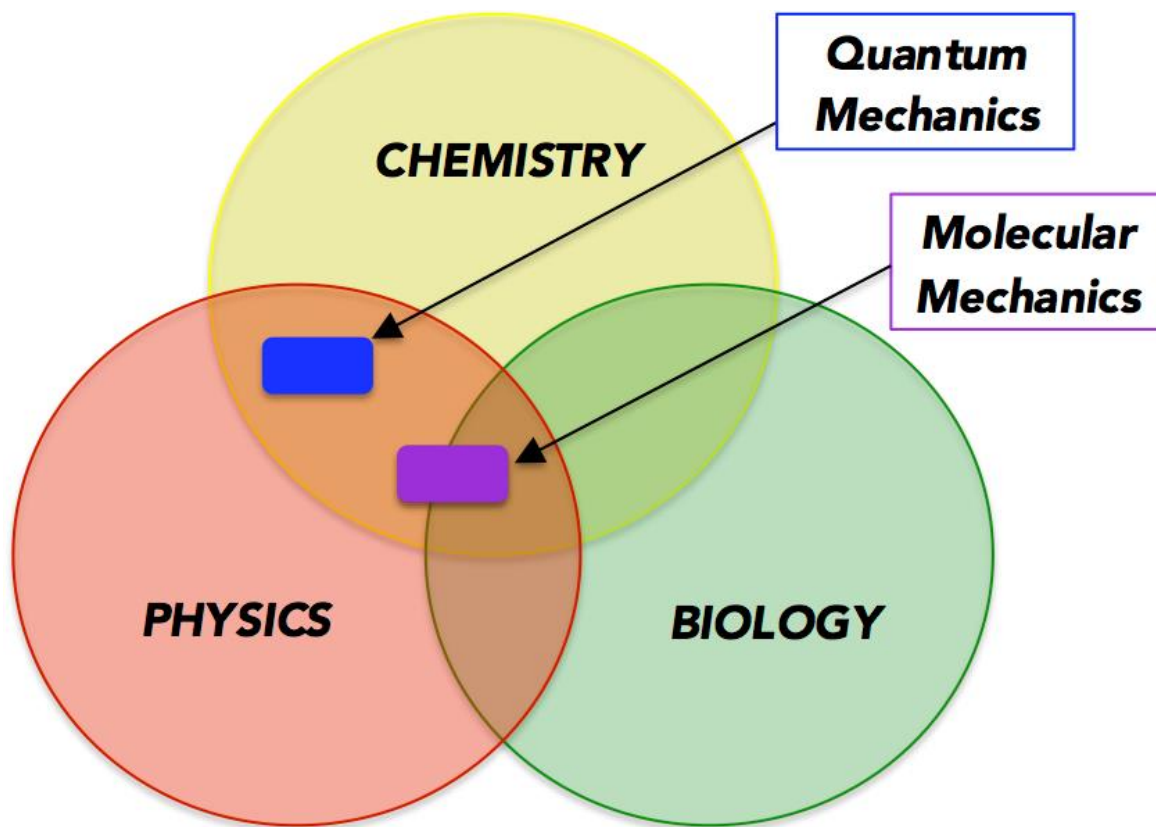 Quantum
Mechanics
CHEMISTRY
Molecular
Mechanics
PHYSICS
BIOLOGY